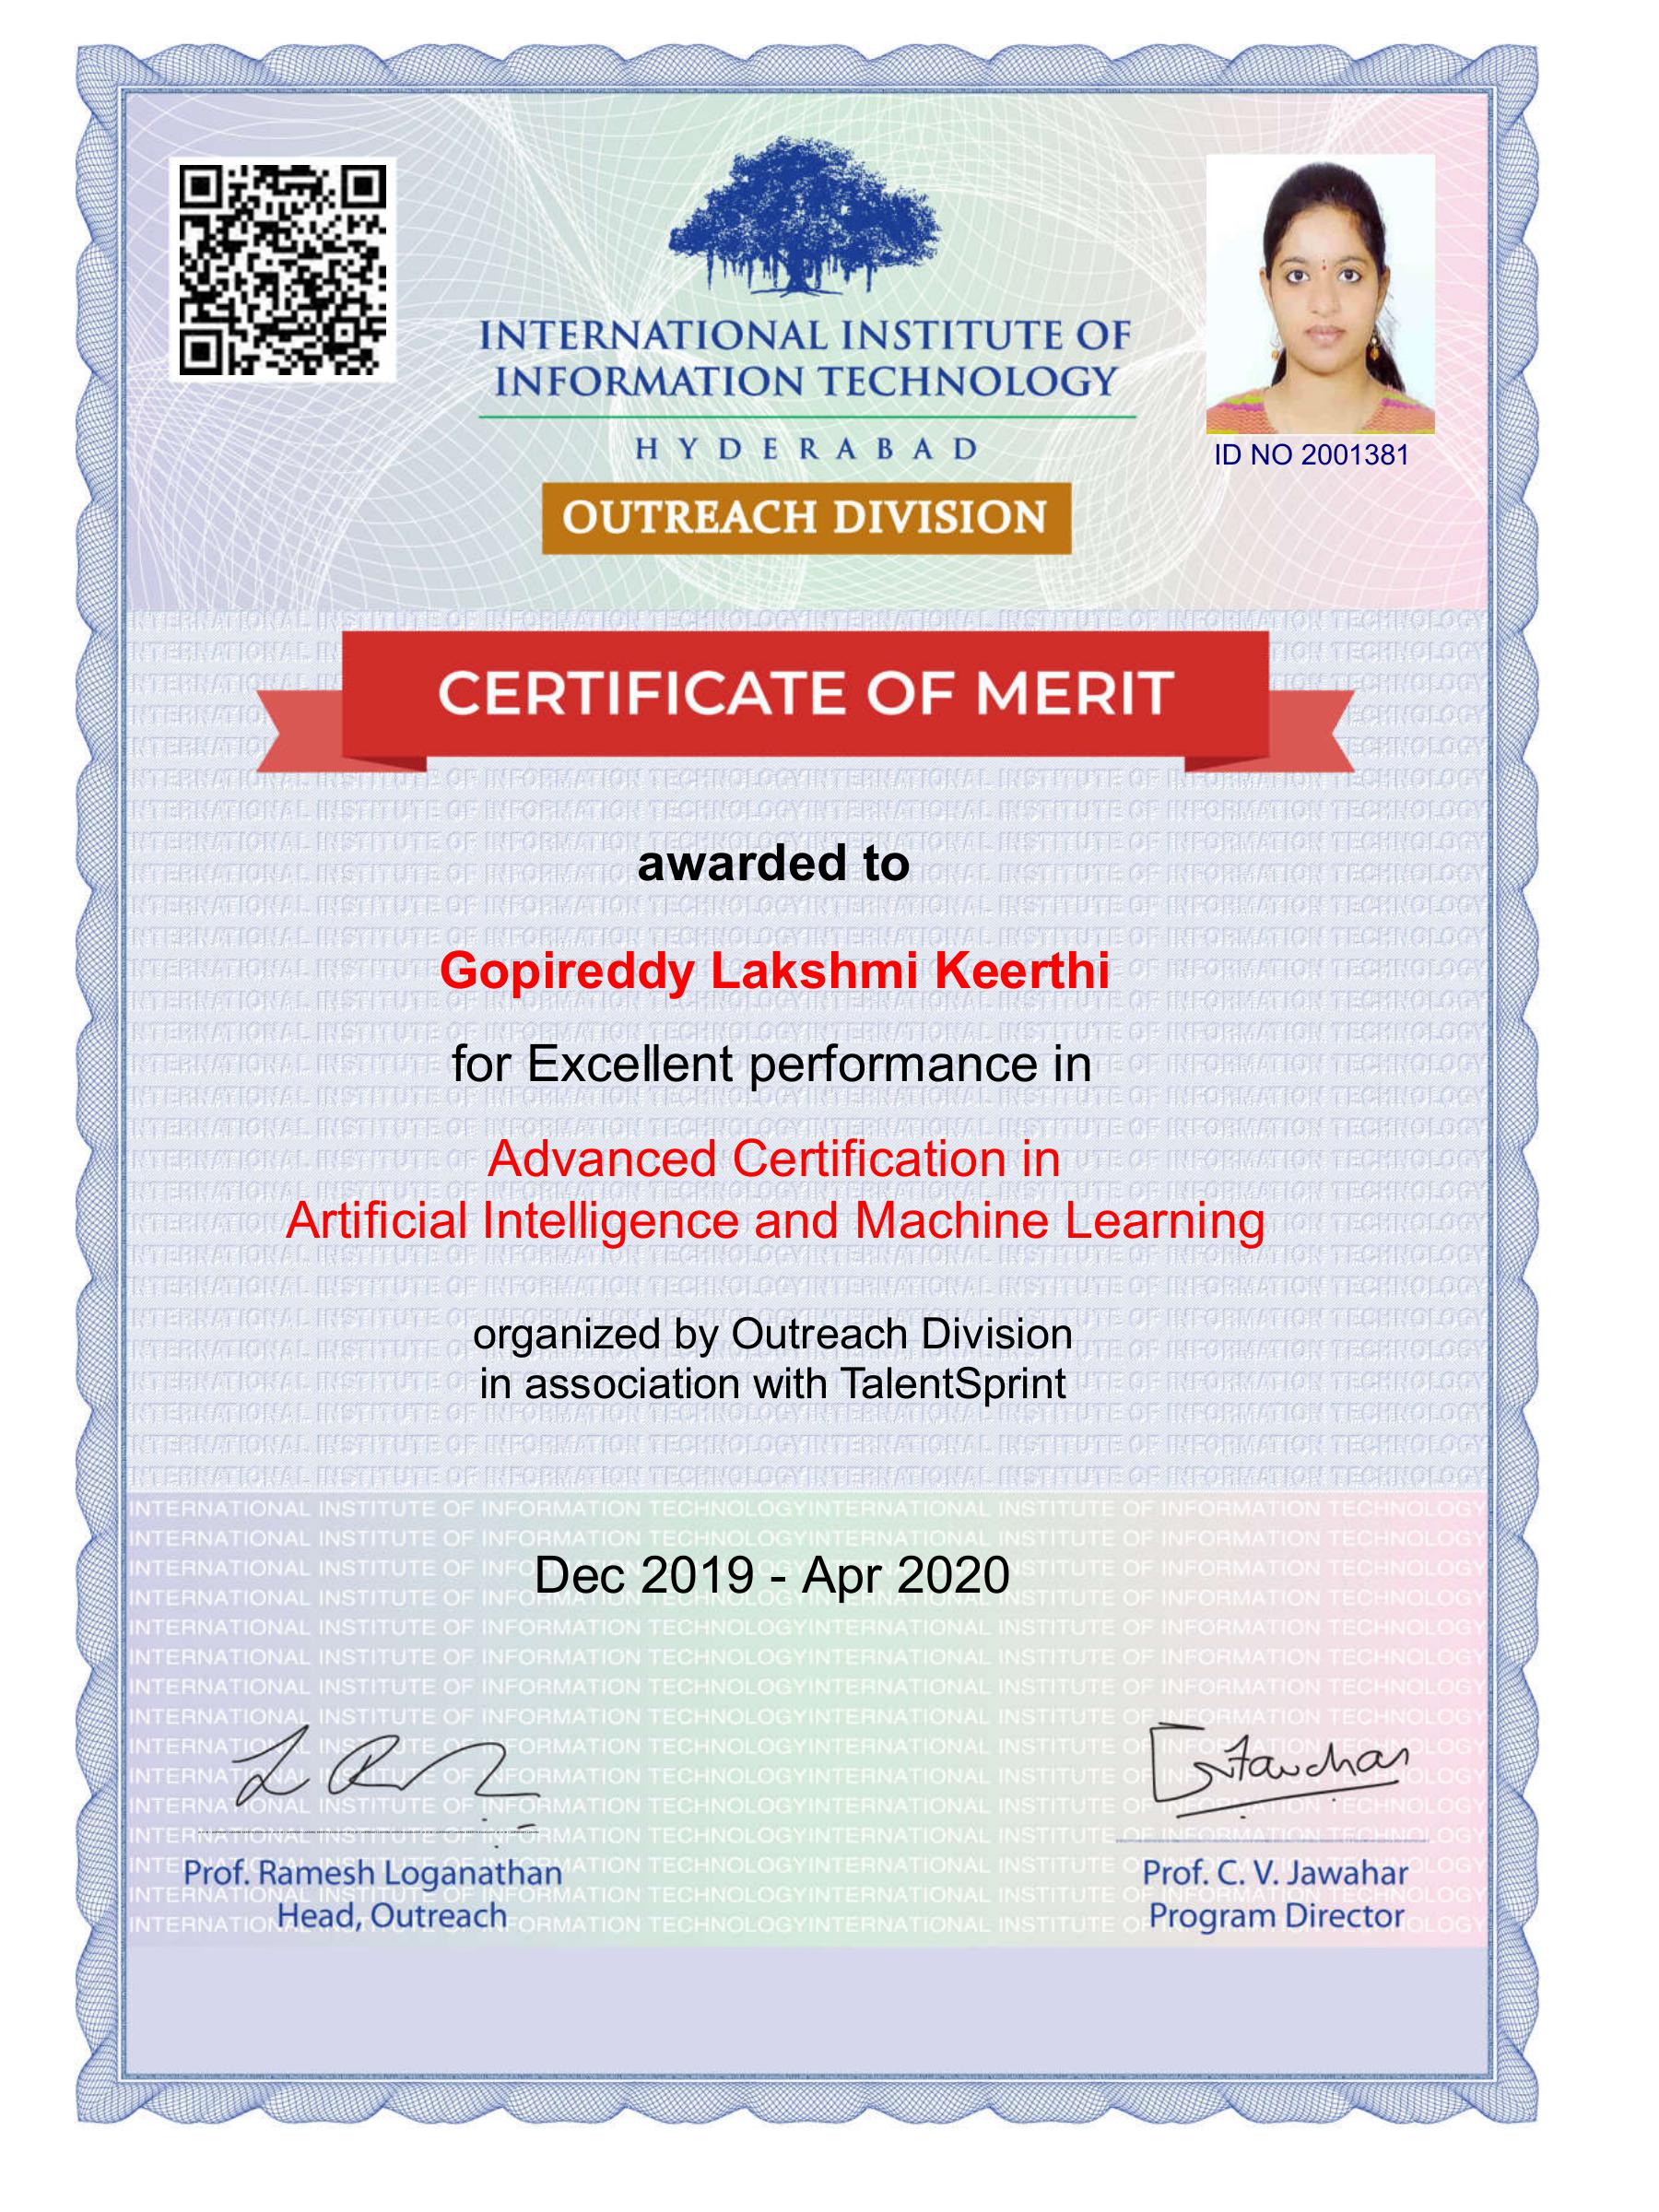 INTERNATIONAL INSTITUTE OF
INFORMATION TECHNOLOGY
HYDERABAD
ID NO 2001381
OUTREACH DIVISION
CERTIFICATE OF MERIT
awarded to
Gopireddy Lakshmi Keerthi
for Excellent performance in
Advanced Certification in
Artificial Intelligence and Machine Learning
organized by Outreach Division
in association with TalentSprint
Dec 2019 - Apr 2020
Prof. Ramesh Loganathan
Head, Outreach
Prof. C. V. Jawahar
Program Director